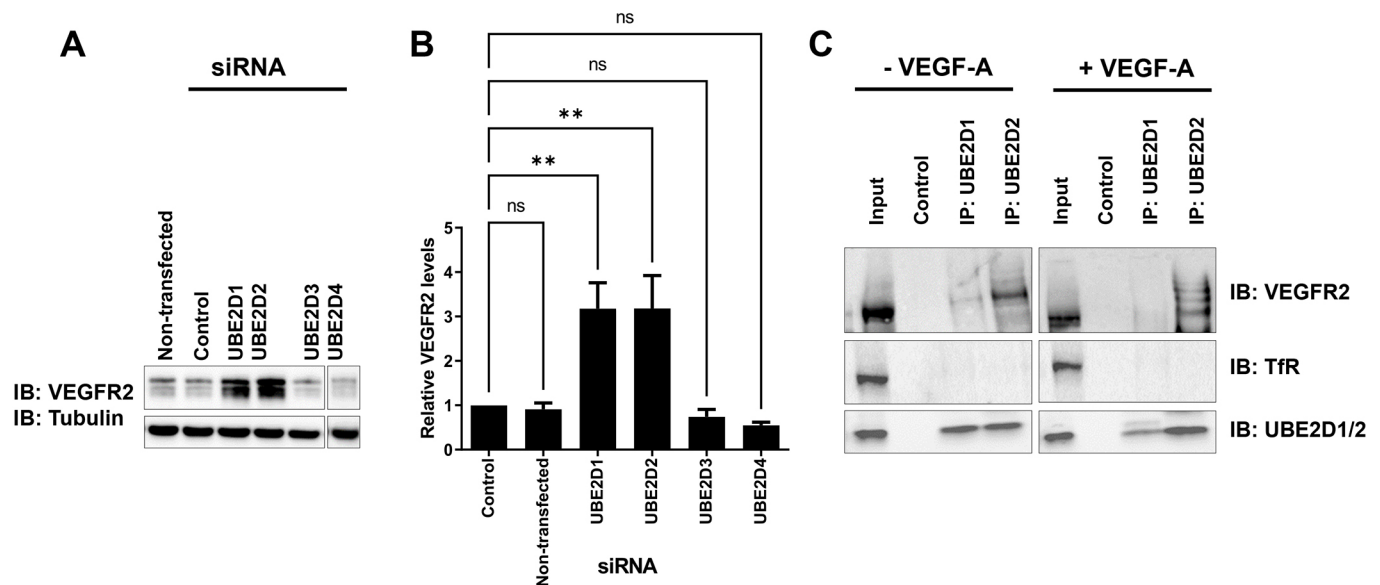 A
siRNA
Non-transfected
Control
UBE2D1
UBE2D2
UBE2D3
UBE2D4
IB: VEGFR2
IB: Tubulin
B
ns
ns
**
**
ns
Relative VEGFR2 levels
5
4
3
2
1
0
Control
Non-transfected
UBE2D1
UBE2D2
UBE2D3
UBE2D4
siRNA
C
- VEGF-A
+ VEGF-A
Input
Control
IP: UBE2D1
IP: UBE2D2
Input
Control
IP: UBE2D1
IP: UBE2D2
IB: VEGFR2
IB: TfR
IB: UBE2D1/2